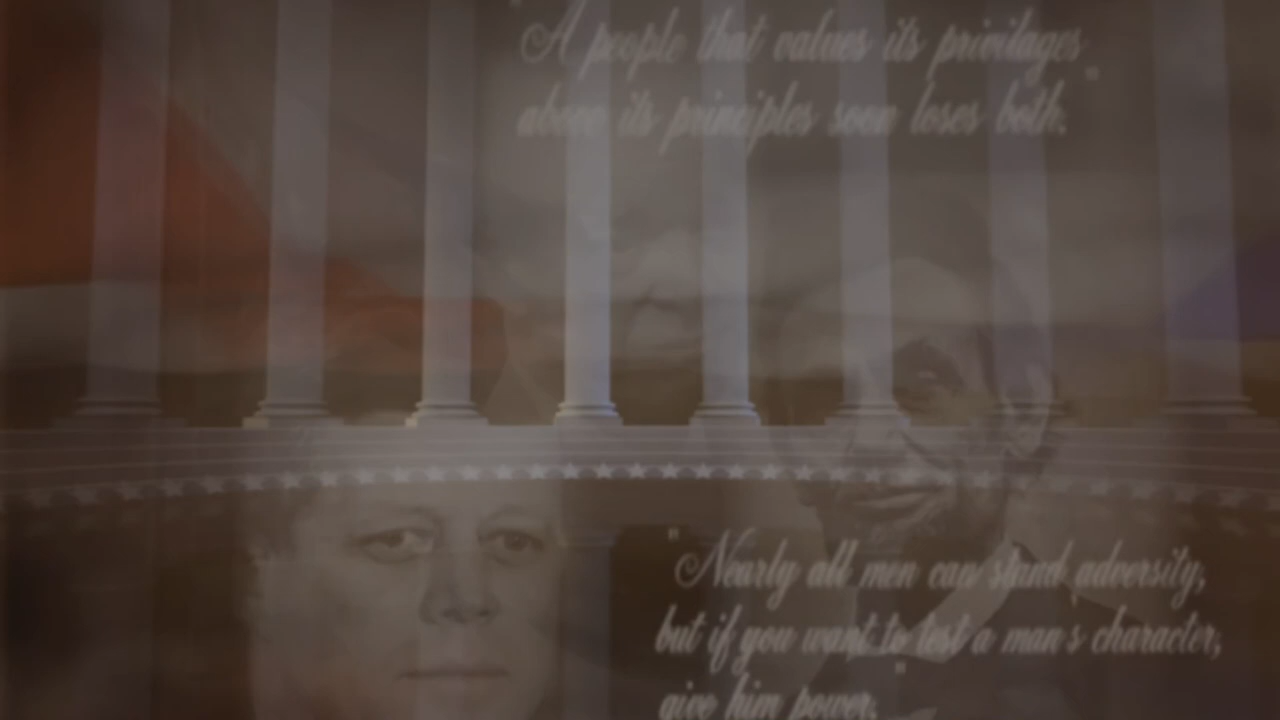 "A people that values its privilages
above its principles soon loses both."
"Nearly all men can stand adversity,
but if you want to test a man's character,
give him power."